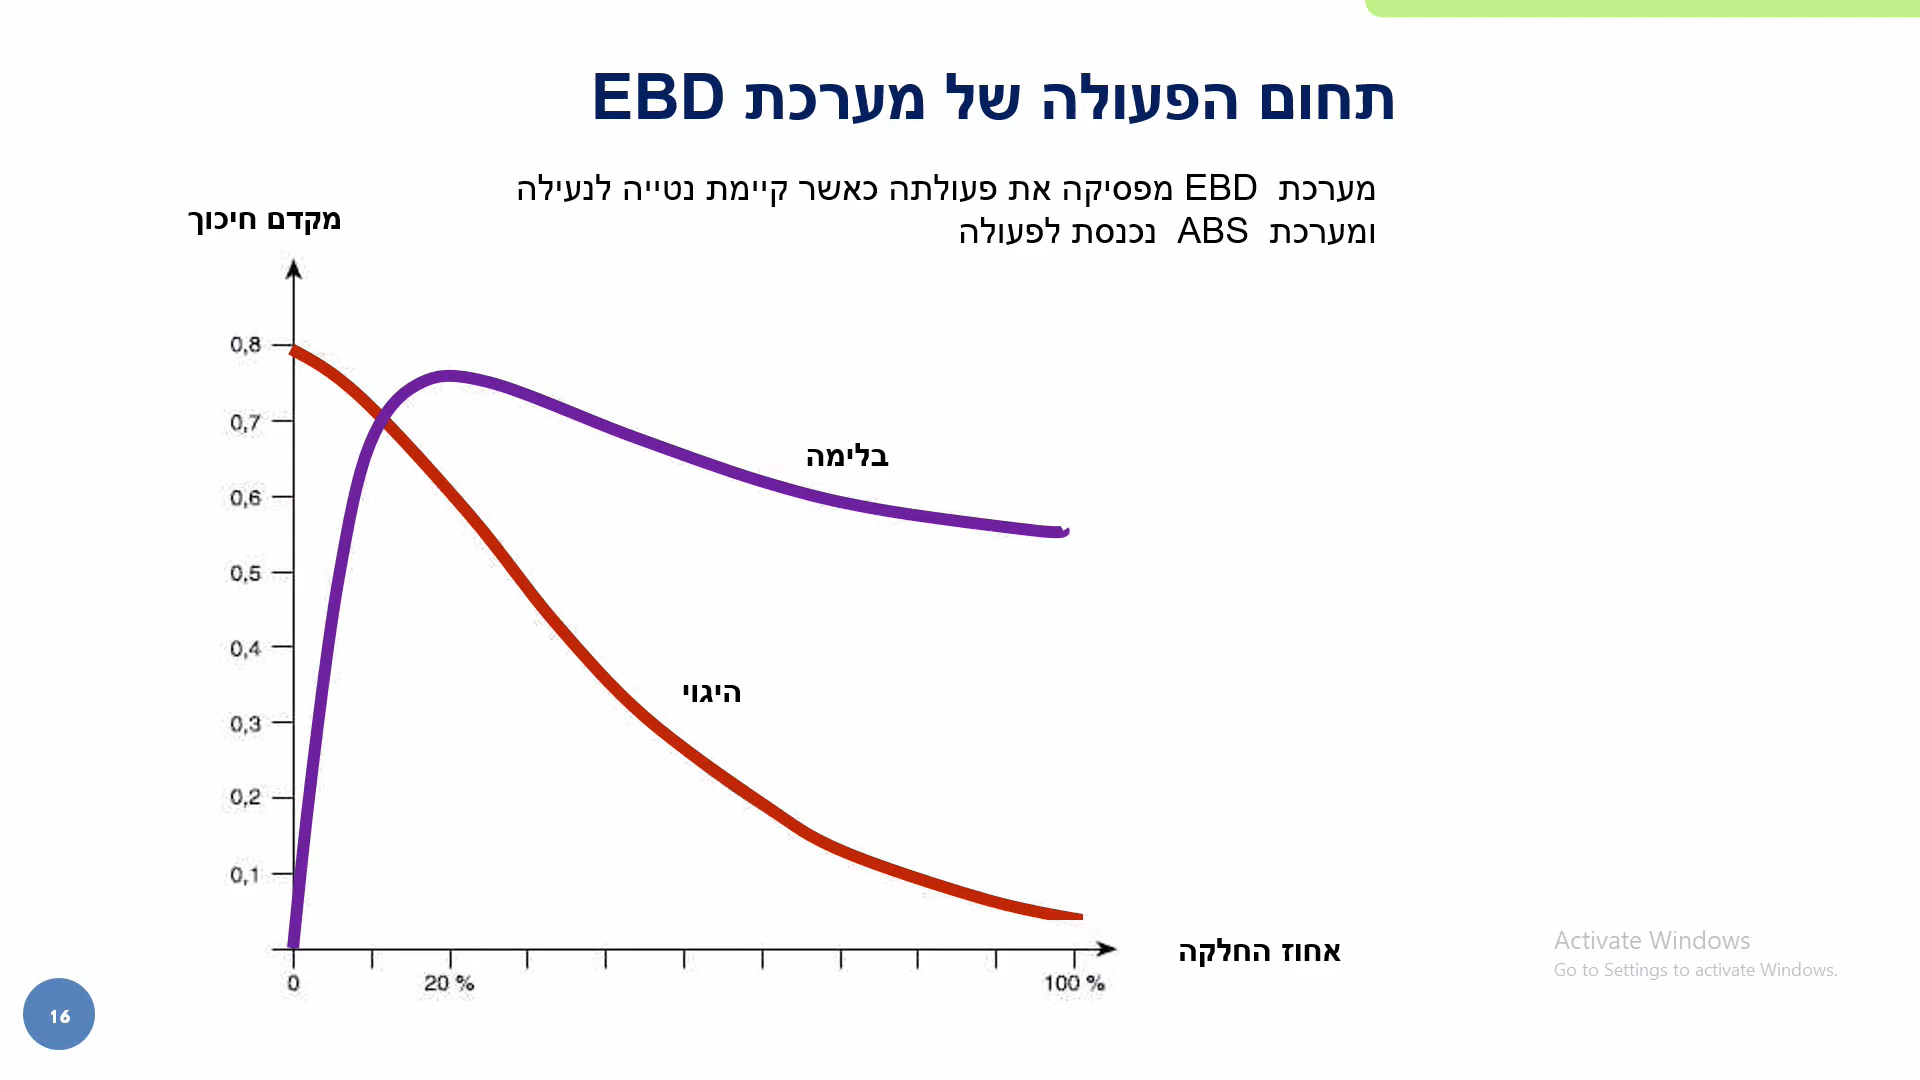 תחום הפעולה של מערכת EBD
מערכת EBD מפסיקה את פעולתה כאשר קיימת נטייה לנעילה
ומערכת ABS נכנסת לפעולה
מקדם חיכוך
0,8
0,7
0,6
0,5
0,4
0,3
0,2
0,1
בלימה
היגוי
0
20 %
100 %
אחוז החלקה
Activate Windows
Go to Settings to activate Windows.
16